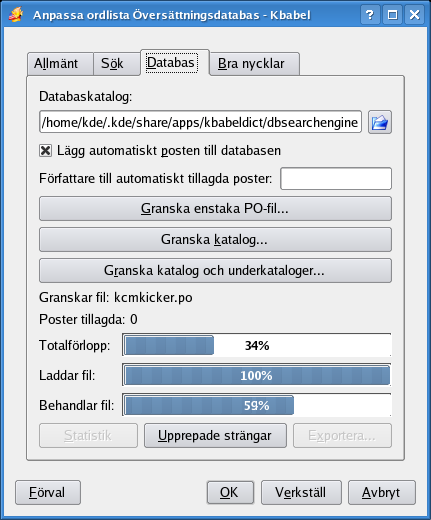 Anpassa ordlista Översättningsdatabas - Kbabel
Allmänt Sök Databas Bra nycklar
Databaskatalog:
/home/kde/.kde/share/apps/kbabeldict/dbsearchengine
Lägg automatiskt posten till databasen
Författare till automatiskt tillagda poster:
Granska enstaka PO-fil...
Granska katalog...
Granska katalog och underkataloger...
Granskar fil: kcmkicker.po
Poster tillagda: 0
Totalförlopp: 34%
Laddar fil: 100%
Behandlar fil: 59%
Statistik Upprepade strängar Exportera...
Förval OK Verkställ Avbryt